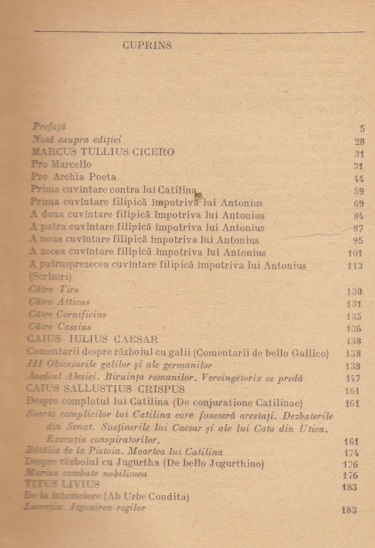 CUPRINS
Prefață 5
Notă asupra ediției 28
MARCUS TULLIUS CICERO 31
Pro Marcello 31
Pro Archia Poeta 44
Prima cuvîntare contra lui Catilina 59
Prima cuvîntare filipică împotriva lui Antonius 69
A doua cuvîntare filipică împotriva lui Antonius 84
A patra cuvîntare filipică împotriva lui Antonius 87
A noua cuvîntare filipică împotriva lui Antonius 95
A zecea cuvîntare filipică împotriva lui Antonius 101
A patrusprezecea cuvîntare filipică împotriva lui Antonius 113
(Scrisori)
Către Tiro 130
Către Atticus 131
Către Cornificius 135
Către Cassius 136
CAIUS IULIUS CAESAR 138
Comentarii despre războiul cu galii (Comentarii de bello Gallico) 138
III Obiceiurile galilor și ale germanilor 138
Asediul Alesiei. Biruința romanilor. Vercingétorix se predă 147
CAIUS SALLUSTIUS CRISPUS 161
Despre complotul lui Catilina (De conjuratione Catilinae) 161
Soarta complicilor lui Catilina care fuseseră arestați. Dezbaterile
din Senat. Susținerile lui Caesar și ale lui Cato din Utica.
Execuția conspiratorilor. 161
Bătălia de la Pistoia. Moartea lui Catilina 174
Despre războiul cu Jugurtha (De bello Jugurthino) 176
Marius combate nobilimea 176
TITUS LIVIUS 183
De la întemeiere (Ab Urbe Condita)
Lucreția. Izgonirea regilor 183